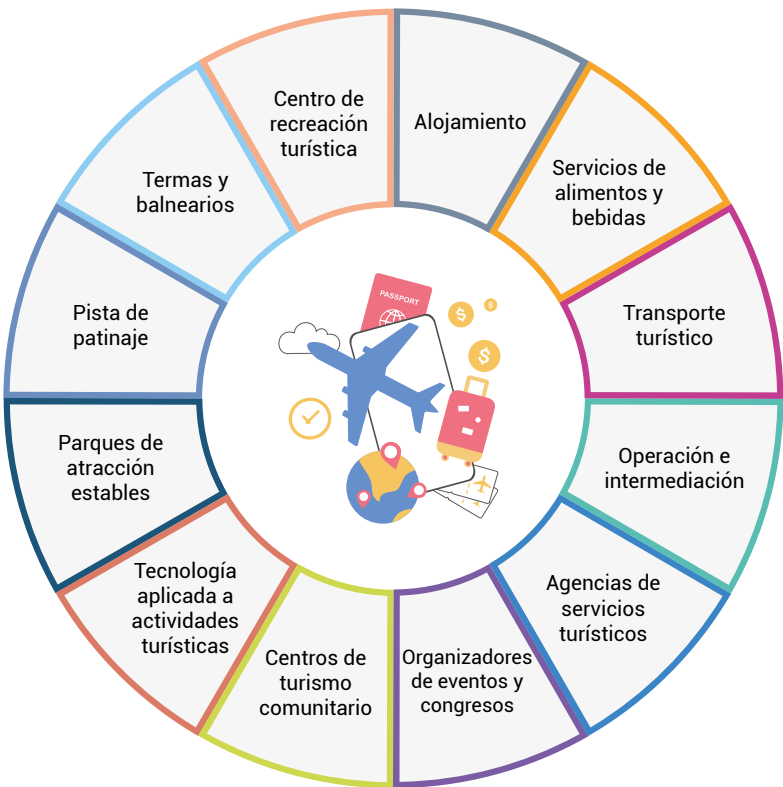 Alojamiento
Servicios de
alimentos y
bebidas
Transporte
turístico
Operación e
intermediación
Agencias de
servicios
turísticos
Organizadores
de eventos y
congresos
Centros de
turismo
comunitario
Tecnología
aplicada a
actividades
turísticas
Parques de
atracción
estables
Pista de
patinaje
Termas y
balnearios
Centro de
recreación
turística
PASSPORT
$
$
$